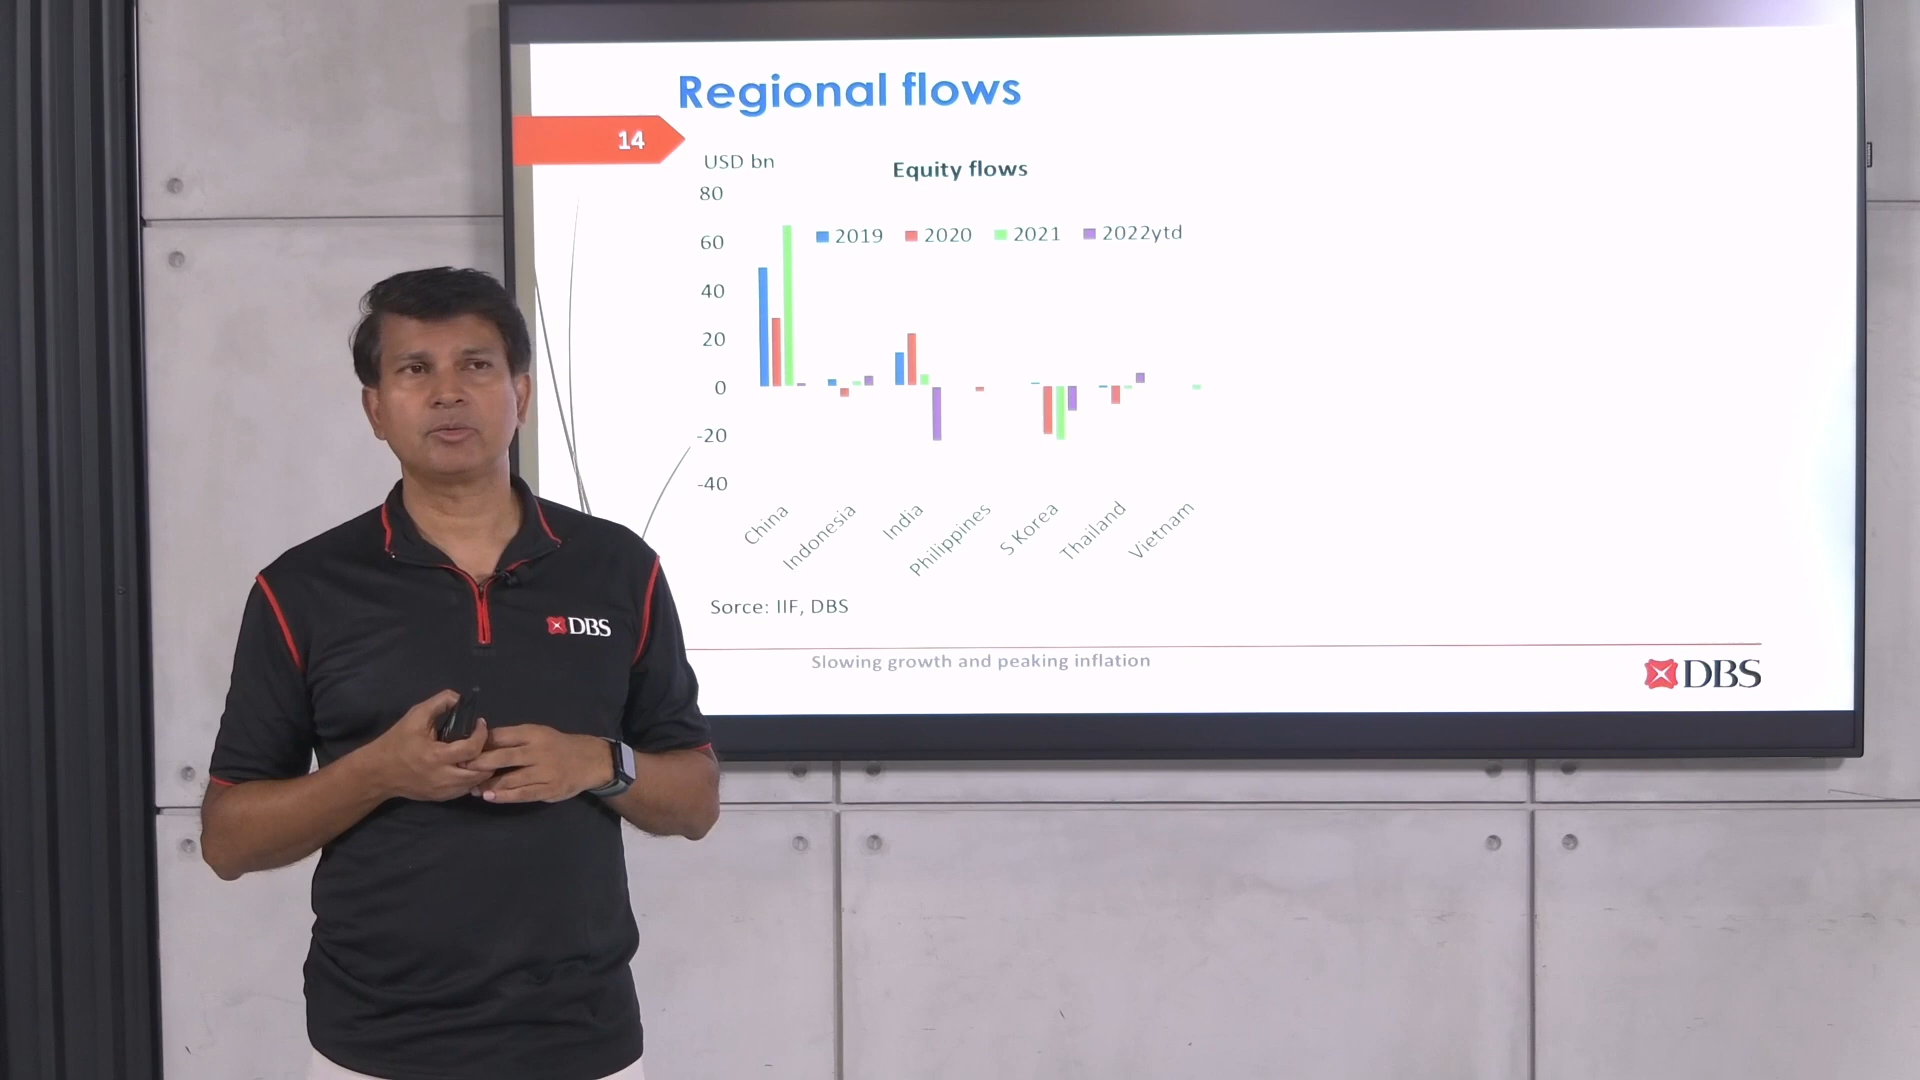 Regional flows
14
USD bn
Equity flows
80
60
40
20
0
-20
-40
2019 2020 2021 2022ytd
China
Indonesia
India
Philippines
S Korea
Thailand
Vietnam
Sorce: IIF, DBS
Slowing growth and peaking inflation
DBS
DBS